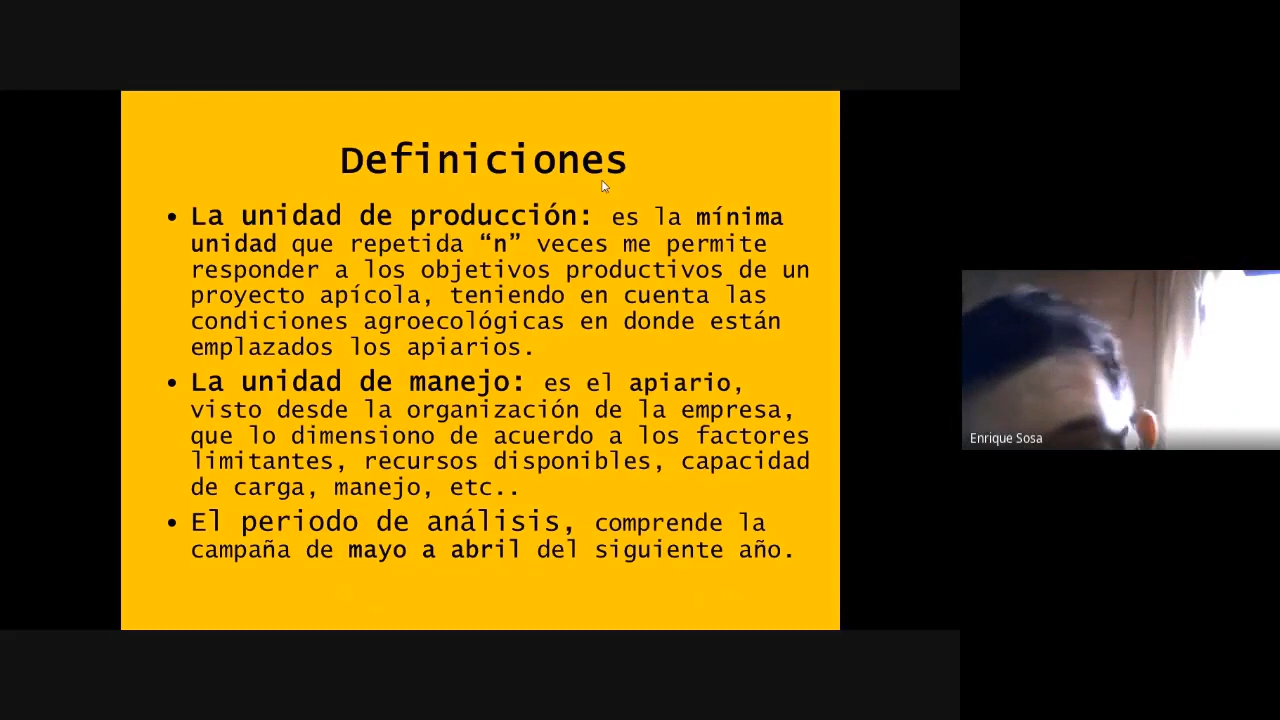 Definiciones
• La unidad de producción: es la mínima
unidad que repetida “n” veces me permite
responder a los objetivos productivos de un
proyecto apícola, teniendo en cuenta las
condiciones agroecológicas en donde están
emplazados los apiarios.
• La unidad de manejo: es el apiario,
visto desde la organización de la empresa,
que lo dimensiono de acuerdo a los factores
limitantes, recursos disponibles, capacidad
de carga, manejo, etc..
• El periodo de análisis, comprende la
campaña de mayo a abril del siguiente año.
Enrique Sosa